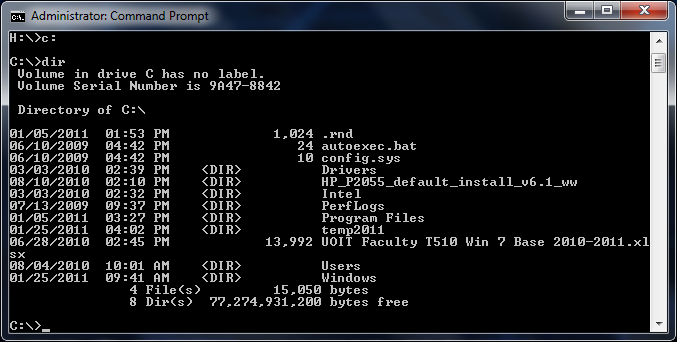 Administrator: Command Prompt
H:\>c:
C:\>dir
 Volume in drive C has no label.
 Volume Serial Number is 9A47-8842
 Directory of C:\
01/05/2011  01:53 PM             1,024 .rnd
06/10/2009  04:42 PM                24 autoexec.bat
06/10/2009  04:42 PM                10 config.sys
03/03/2010  02:39 PM    <DIR>          Drivers
08/10/2010  02:10 PM    <DIR>          HP_P2055_default_install_v6.1_ww
03/03/2010  02:32 PM    <DIR>          Intel
07/13/2009  09:37 PM    <DIR>          PerfLogs
01/05/2011  03:27 PM    <DIR>          Program Files
01/25/2011  04:02 PM    <DIR>          temp2011
06/28/2010  02:45 PM            13,992 UOIT Faculty T510 Win 7 Base 2010-2011.xl
sx
08/04/2010  10:01 AM    <DIR>          Users
01/25/2011  09:41 AM    <DIR>          Windows
               4 File(s)         15,050 bytes
               8 Dir(s)  77,274,931,200 bytes free
C:\>_